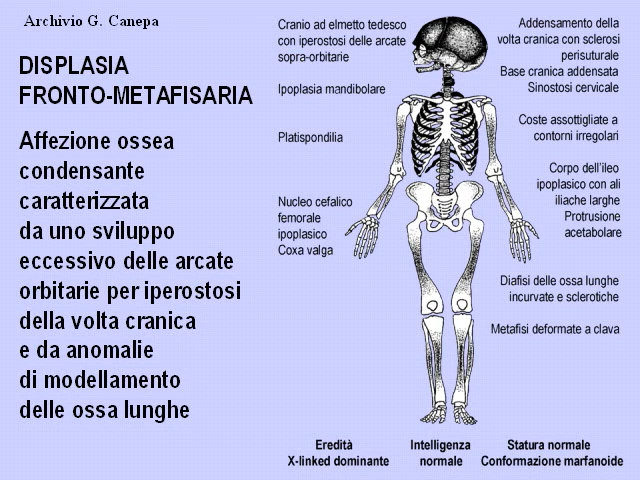 Archivio G. Canepa
DISPLASIA
FRONTO-METAFISARIA
Affezione ossea
condensante
caratterizzata
da uno sviluppo
eccessivo delle arcate
orbitarie per iperostosi
della volta cranica
e da anomalie
di modellamento
delle ossa lunghe
Cranio ad elmetto tedesco
con iperostosi delle arcate
sopra-orbitarie
Ipoplasia mandibolare
Platispondilia
Nucleo cefalico
femorale
ipoplasico
Coxa valga
Addensamento della
volta cranica con sclerosi
perisuturale
Base cranica addensata
Sinostosi cervicale
Coste assottigliate a
contorni irregolari
Corpo dell'ileo
ipoplasico con ali
iliache larghe
Protrusione
acetabolare
Diafisi delle ossa lunghe
incurvate e sclerotiche
Metafisi deformate a clava
Eredità
X-linked dominante
Intelligenza
normale
Statura normale
Conformazione marfanoide